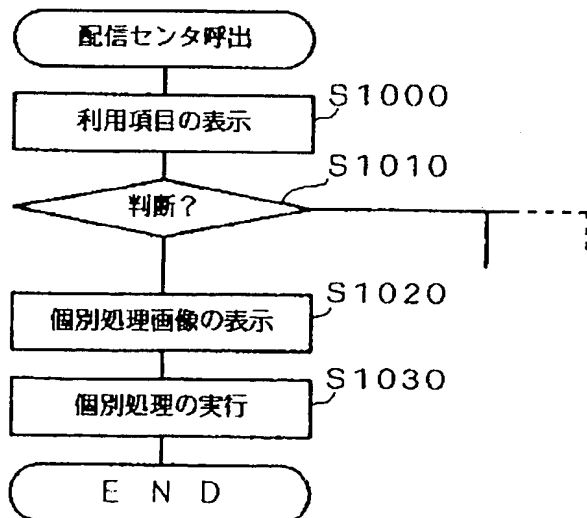 配信センタ呼出
利用項目の表示
S1000
判断?
S1010
個別処理画像の表示
S1020
個別処理の実行
S1030
E N D